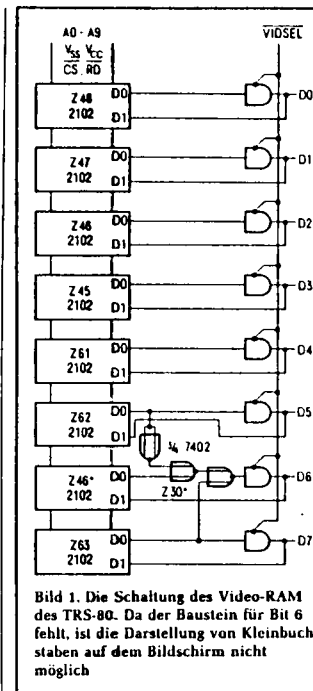 A0 - A9
VSS VCC
CS RD
VIDSEL
Z48
2102
D0
D1
D0
Z47
2102
D0
D1
D1
Z46
2102
D0
D1
D2
Z45
2102
D0
D1
D3
Z61
2102
D0
D1
D4
Z62
2102
D0
D1
D5
¾ 7402
Z46*
2102
D0
D1
Z30*
D6
Z63
2102
D0
D1
D7
Bild 1. Die Schaltung des Video-RAM
des TRS-80. Da der Baustein für Bit 6
fehlt, ist die Darstellung von Kleinbuch
staben auf dem Bildschirm nicht
möglich